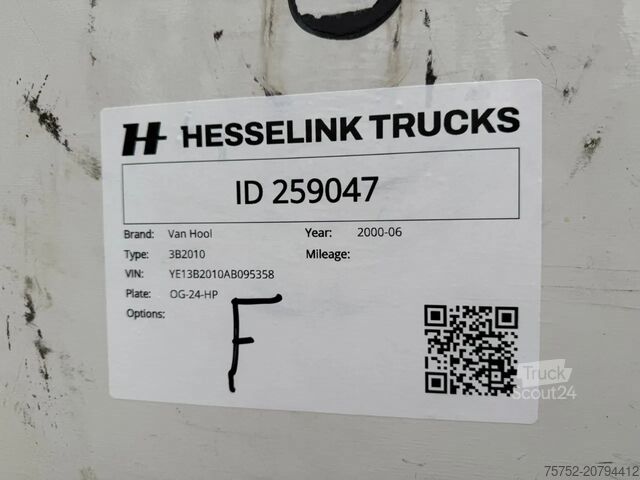 H HESSELINK TRUCKS
ID 259047
Brand: Van Hool Year: 2000-06
Type: 3B2010 Mileage:
VIN: YE13B2010AB095358
Plate: OG-24-HP
Options:
F
Truck
Scout24
75752-20794412